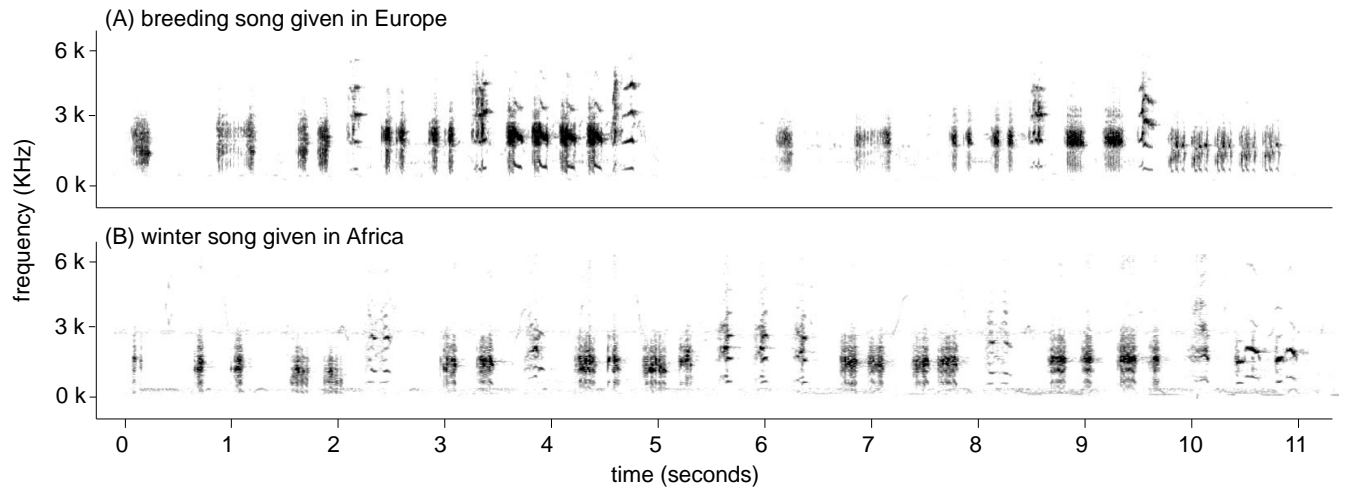 (A) breeding song given in Europe
6 k
3 k
0 k
frequency (KHz)
(B) winter song given in Africa
6 k
3 k
0 k
0 1 2 3 4 5 6 7 8 9 10 11
time (seconds)